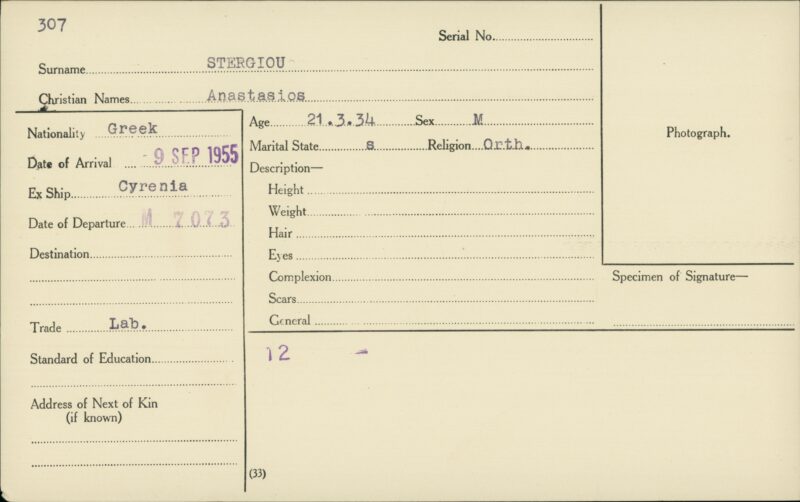 307
Serial No.
Surname STERGIOU
Christian Names Anastasios
Nationality Greek
Date of Arrival - 9 SEP 1955
Ex Ship Cyrenia
Date of Departure M 7073
Destination
Trade Lab.
Standard of Education
Address of Next of Kin
(if known)
Age 21.3.34 Sex M
Marital State s Religion Orth.
Description—
Height
Weight
Hair
Eyes
Complexion
Scars
General
12 -
(33)
Photograph.
Specimen of Signature—